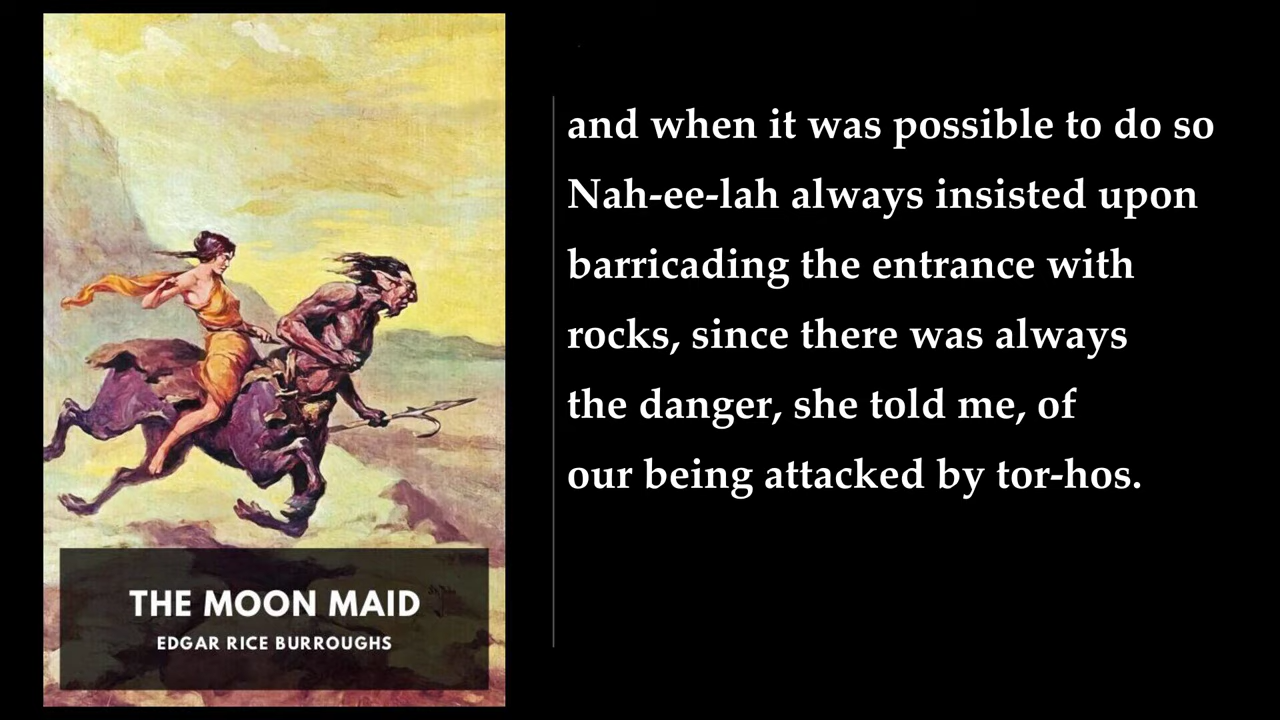 THE MOON MAID
EDGAR RICE BURROUGHS
and when it was possible to do so
Nah-ee-lah always insisted upon
barricading the entrance with
rocks, since there was always
the danger, she told me, of
our being attacked by tor-hos.